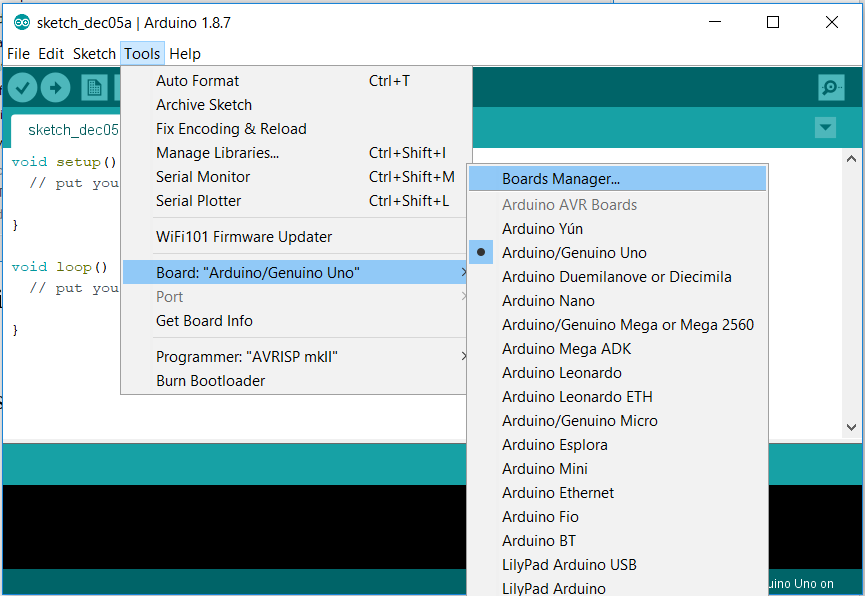 sketch_dec05a | Arduino 1.8.7
File Edit Sketch Tools Help
sketch_dec05
void setup()
// put you
}
void loop()
// put you
}
Auto Format Ctrl+T
Archive Sketch
Fix Encoding & Reload
Manage Libraries... Ctrl+Shift+I
Serial Monitor Ctrl+Shift+M
Serial Plotter Ctrl+Shift+L
WiFi101 Firmware Updater
Board: "Arduino/Genuino Uno"
Port
Get Board Info
Programmer: "AVRISP mkII"
Burn Bootloader
Boards Manager...
Arduino AVR Boards
Arduino Yún
Arduino/Genuino Uno
Arduino Duemilanove or Diecimila
Arduino Nano
Arduino/Genuino Mega or Mega 2560
Arduino Mega ADK
Arduino Leonardo
Arduino Leonardo ETH
Arduino/Genuino Micro
Arduino Esplora
Arduino Mini
Arduino Ethernet
Arduino Fio
Arduino BT
LilyPad Arduino USB
LilyPad Arduino
uino Uno on